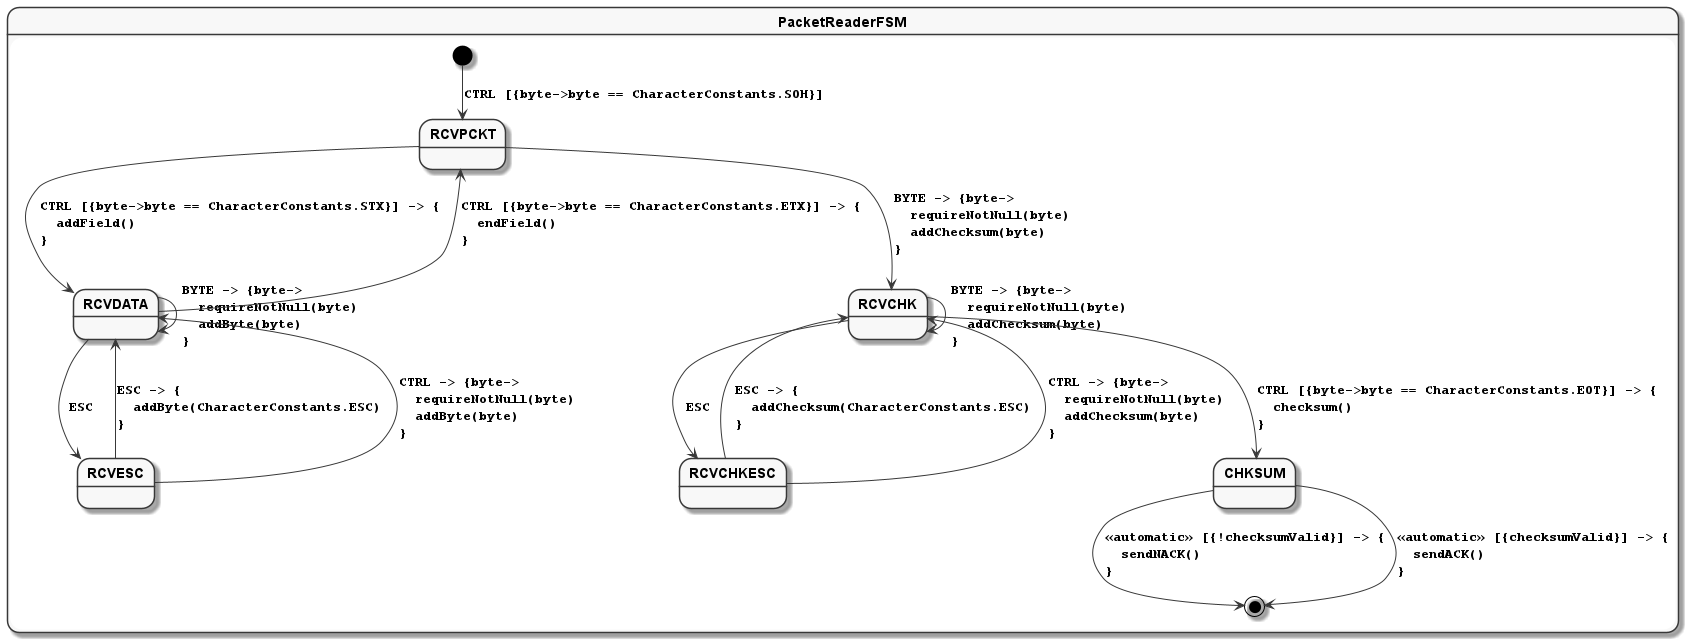 PacketReaderFSM
CTRL [{byte->byte == CharacterConstants.SOH}]
RCVPCKT
CTRL [{byte->byte == CharacterConstants.STX}] -> {
addField()
}
CTRL [{byte->byte == CharacterConstants.ETX}] -> {
endField()
}
BYTE -> {byte->
requireNotNull(byte)
addChecksum(byte)
}
RCVDATA
BYTE -> {byte->
requireNotNull(byte)
addByte(byte)
}
RCVCHK
BYTE -> {byte->
requireNotNull(byte)
addChecksum(byte)
}
ESC
ESC -> {
addByte(CharacterConstants.ESC)
}
CTRL -> {byte->
requireNotNull(byte)
addByte(byte)
}
ESC
ESC -> {
addChecksum(CharacterConstants.ESC)
}
CTRL -> {byte->
requireNotNull(byte)
addChecksum(byte)
}
CTRL [{byte->byte == CharacterConstants.EOT}] -> {
checksum()
}
RCVESC
RCVCHKESC
CHKSUM
<<automatic>> [{!checksumValid}] -> {
sendNACK()
}
<<automatic>> [{checksumValid}] -> {
sendACK()
}